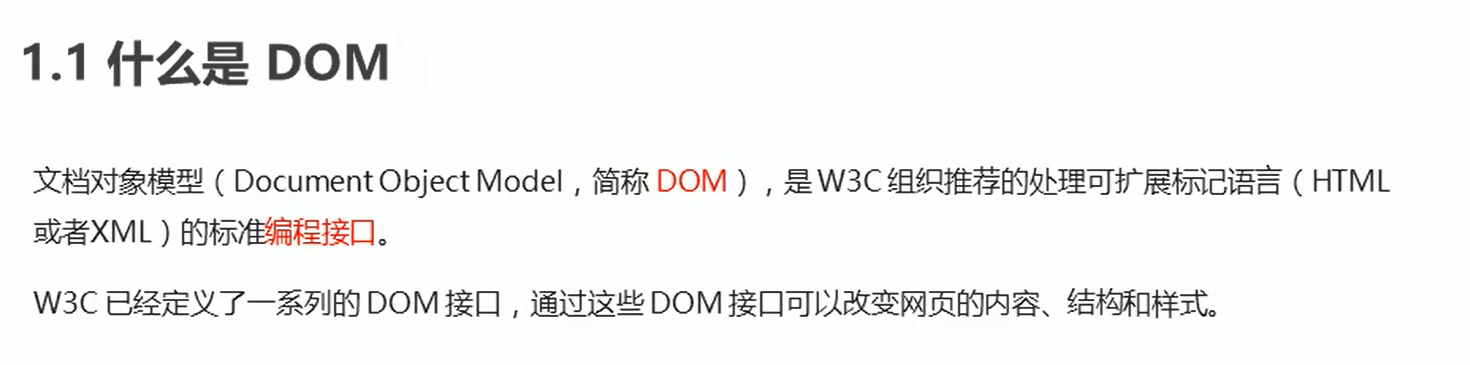 1.1 什么是 DOM
文档对象模型（Document Object Model，简称 DOM），是 W3C 组织推荐的处理可扩展标记语言（HTML
或者XML）的标准编程接口。
W3C 已经定义了一系列的 DOM 接口，通过这些 DOM 接口可以改变网页的内容、结构和样式。